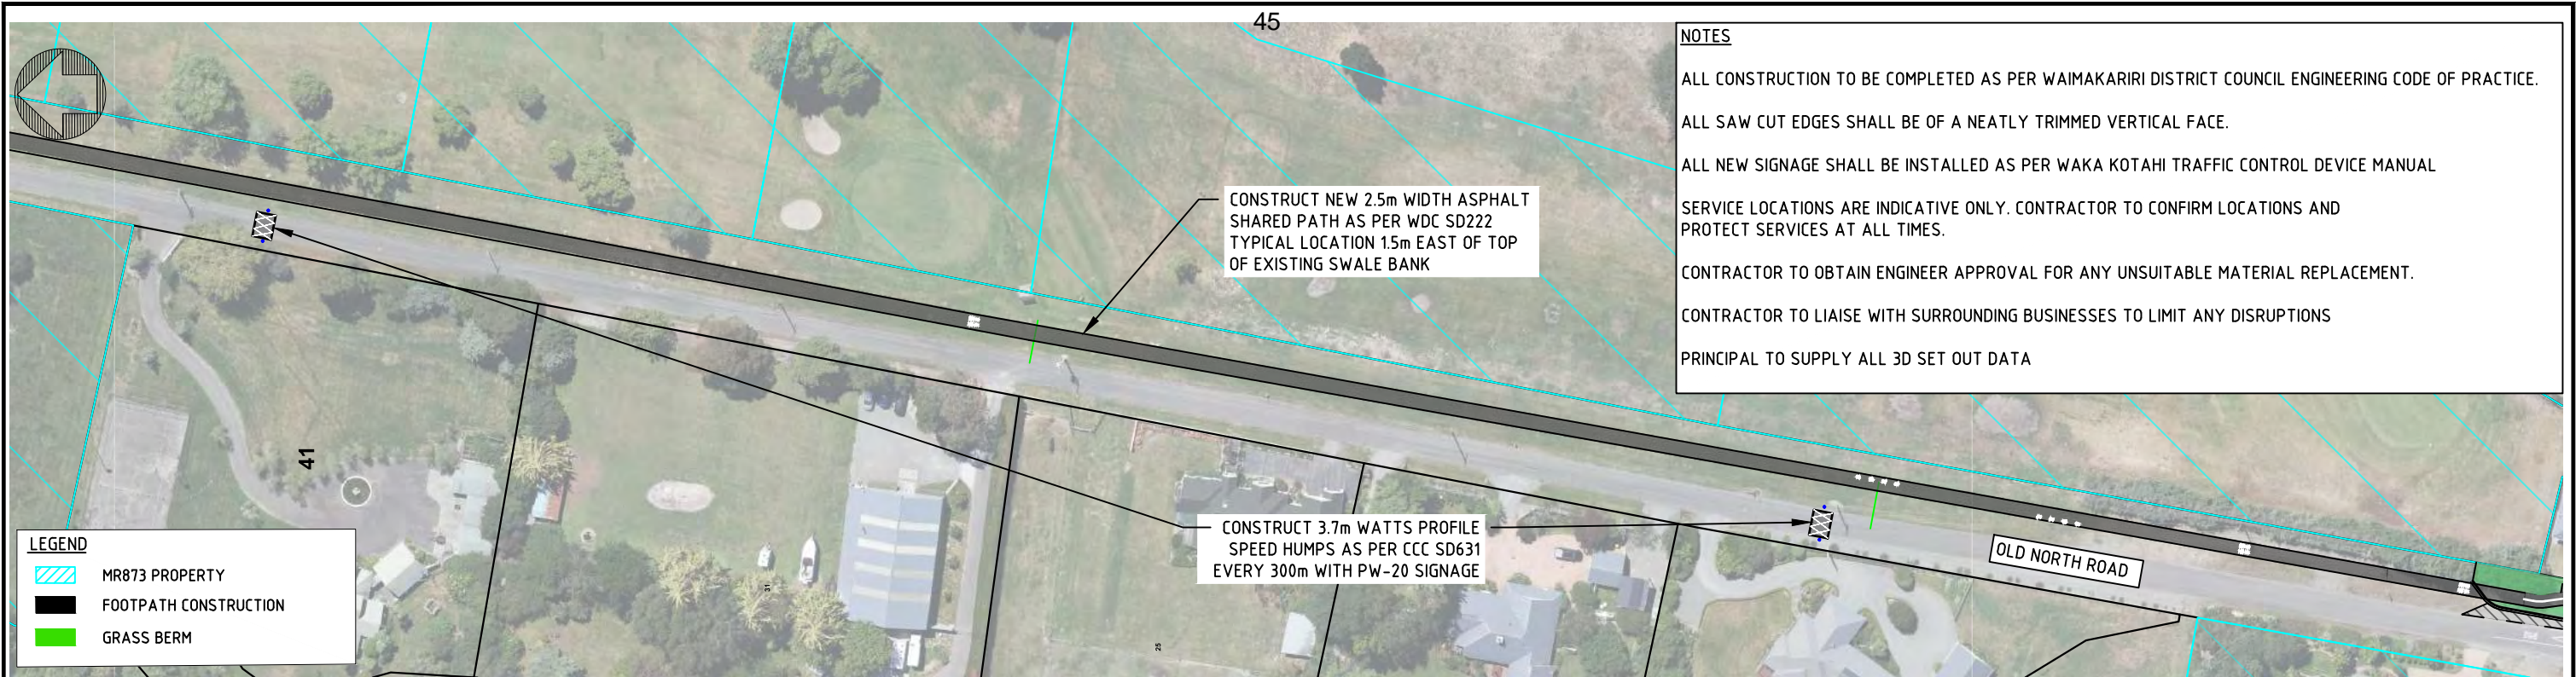 45
NOTES
ALL CONSTRUCTION TO BE COMPLETED AS PER WAIMAKARIRI DISTRICT COUNCIL ENGINEERING CODE OF PRACTICE.
ALL SAW CUT EDGES SHALL BE OF A NEATLY TRIMMED VERTICAL FACE.
ALL NEW SIGNAGE SHALL BE INSTALLED AS PER WAKA KOTAHI TRAFFIC CONTROL DEVICE MANUAL
SERVICE LOCATIONS ARE INDICATIVE ONLY. CONTRACTOR TO CONFIRM LOCATIONS AND
PROTECT SERVICES AT ALL TIMES.
CONTRACTOR TO OBTAIN ENGINEER APPROVAL FOR ANY UNSUITABLE MATERIAL REPLACEMENT.
CONTRACTOR TO LIAISE WITH SURROUNDING BUSINESSES TO LIMIT ANY DISRUPTIONS
PRINCIPAL TO SUPPLY ALL 3D SET OUT DATA
CONSTRUCT NEW 2.5m WIDTH ASPHALT
SHARED PATH AS PER WDC SD222
TYPICAL LOCATION 1.5m EAST OF TOP
OF EXISTING SWALE BANK
41
CONSTRUCT 3.7m WATTS PROFILE
SPEED HUMPS AS PER CCC SD631
EVERY 300m WITH PW-20 SIGNAGE
OLD NORTH ROAD
31
25
LEGEND
MR873 PROPERTY
FOOTPATH CONSTRUCTION
GRASS BERM